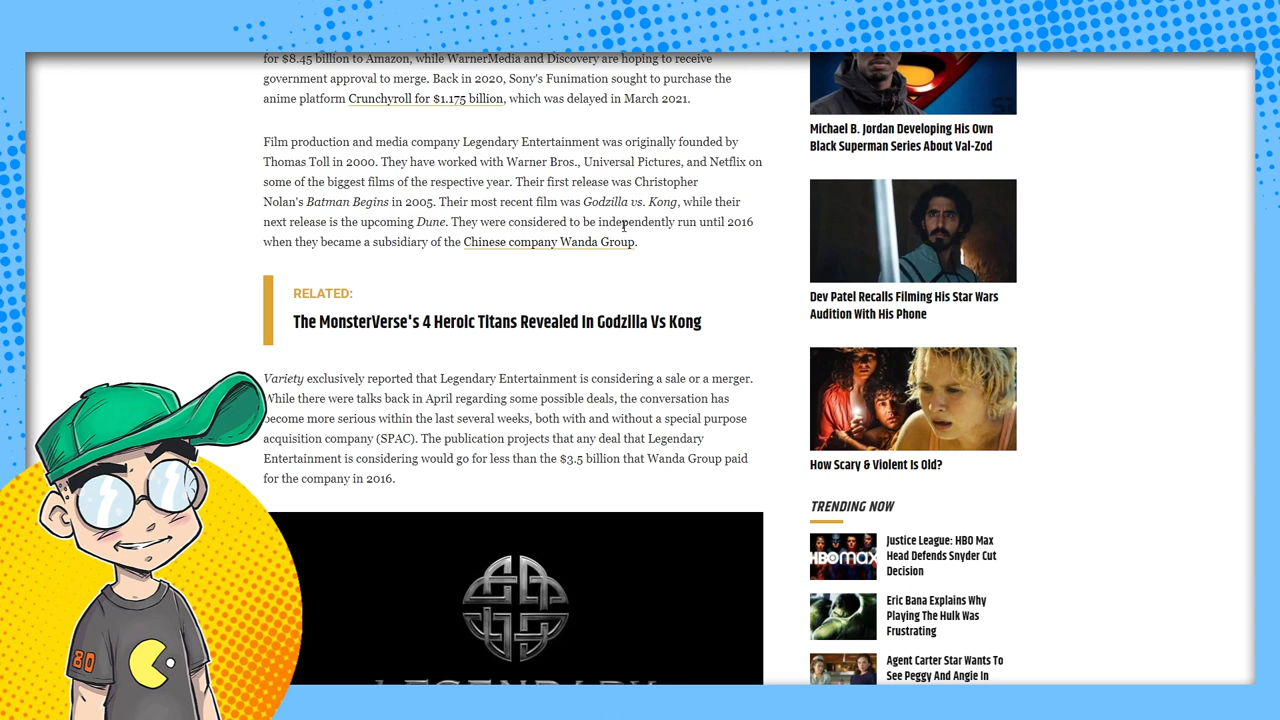 for $8.45 billion to Amazon, while WarnerMedia and Discovery are hoping to receive
government approval to merge. Back in 2020, Sony's Funimation sought to purchase the
anime platform Crunchyroll for $1.175 billion, which was delayed in March 2021.
Film production and media company Legendary Entertainment was originally founded by
Thomas Toll in 2000. They have worked with Warner Bros., Universal Pictures, and Netflix on
some of the biggest films of the respective year. Their first release was Christopher
Nolan's Batman Begins in 2005. Their most recent film was Godzilla vs. Kong, while their
next release is the upcoming Dune. They were considered to be independently run until 2016
when they became a subsidiary of the Chinese company Wanda Group.
RELATED:
The MonsterVerse's 4 Heroic Titans Revealed In Godzilla Vs Kong
Variety exclusively reported that Legendary Entertainment is considering a sale or a merger.
While there were talks back in April regarding some possible deals, the conversation has
become more serious within the last several weeks, both with and without a special purpose
acquisition company (SPAC). The publication projects that any deal that Legendary
Entertainment is considering would go for less than the $3.5 billion that Wanda Group paid
for the company in 2016.
LEGENDARY
80
Michael B. Jordan Developing His Own
Black Superman Series About Val-Zod
Dev Patel Recalls Filming His Star Wars
Audition With His Phone
How Scary & Violent Is Old?
TRENDING NOW
HBOmax
Justice League: HBO Max
Head Defends Snyder Cut
Decision
Eric Bana Explains Why
Playing The Hulk Was
Frustrating
Agent Carter Star Wants To
See Peggy And Angie In